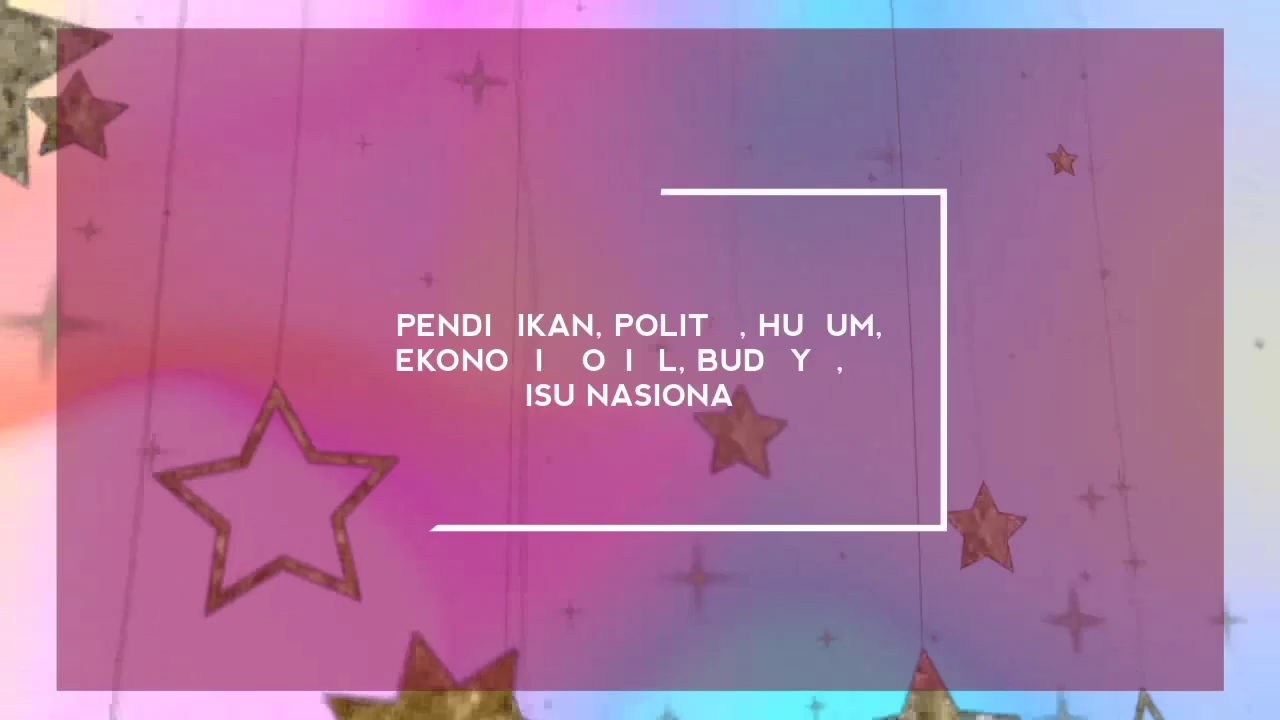 PENDI IKAN, POLIT , HU UM,
EKONO I O I L, BUD Y ,
ISU NASIONA